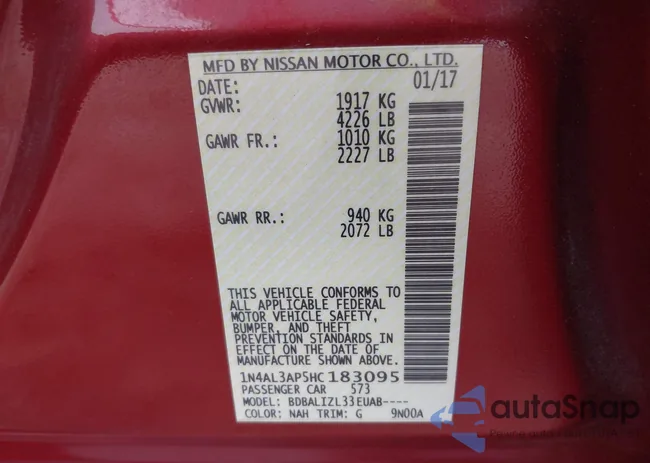 MFD BY NISSAN MOTOR CO., LTD.
DATE: 01/17
GVWR: 1917 KG
4226 LB
GAWR FR.: 1010 KG
2227 LB
GAWR RR.: 940 KG
2072 LB
THIS VEHICLE CONFORMS TO
ALL APPLICABLE FEDERAL
MOTOR VEHICLE SAFETY,
BUMPER, AND THEFT
PREVENTION STANDARDS IN
EFFECT ON THE DATE OF
MANUFACTURE SHOWN ABOVE.
1N4AL3AP5HC183095
PASSENGER CAR 573
MODEL: BDBALIZL33EUAB----
COLOR: NAH TRIM: G 9N00A
autoSnap